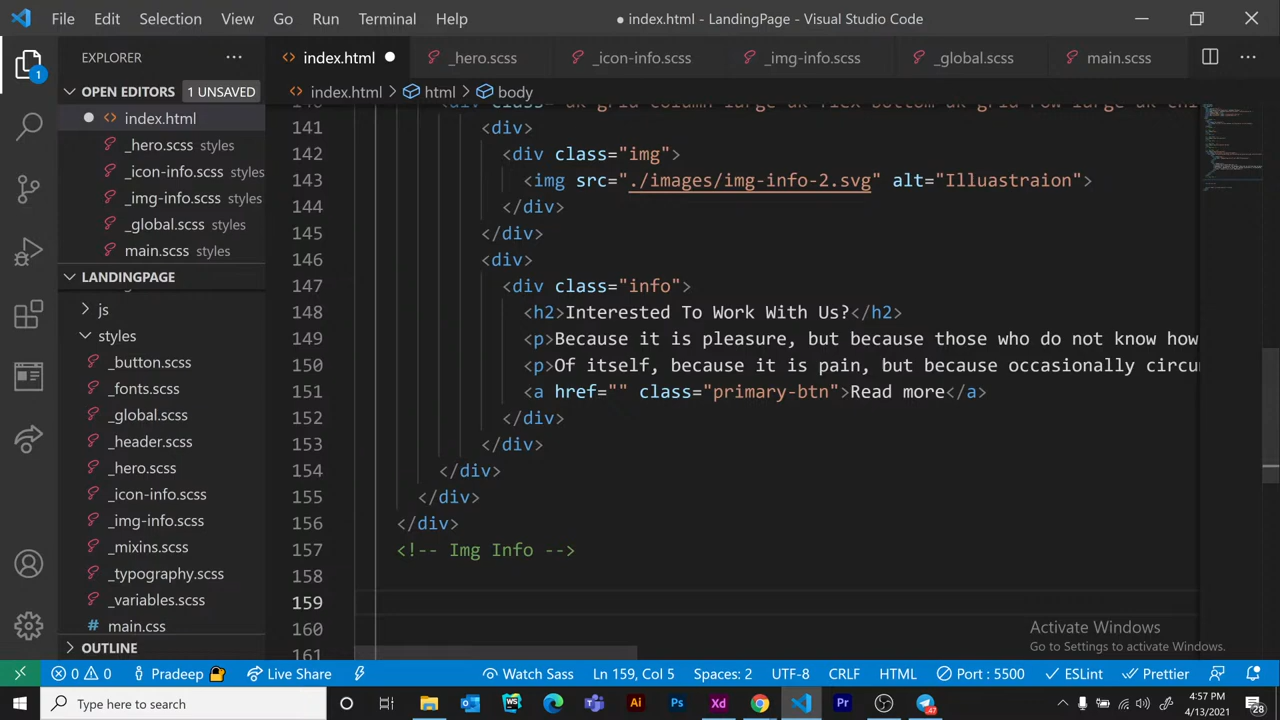 File Edit Selection View Go Run Terminal Help ● index.html - LandingPage - Visual Studio Code
EXPLORER ... index.html ● _hero.scss _icon-info.scss _img-info.scss _global.scss main.scss
OPEN EDITORS 1 UNSAVED
index.html > html > body
● index.html
_hero.scss styles
_icon-info.scss styles
_img-info.scss styles
_global.scss styles
main.scss styles
LANDINGPAGE
js
styles
_button.scss
_fonts.scss
_global.scss
_header.scss
_hero.scss
_icon-info.scss
_img-info.scss
_mixins.scss
_typography.scss
_variables.scss
# main.css
OUTLINE
1
141 <div>
142 <div class="img">
143 <img src="./images/img-info-2.svg" alt="Illuastraion">
144 </div>
145 </div>
146 <div>
147 <div class="info">
148 <h2>Interested To Work With Us?</h2>
149 <p>Because it is pleasure, but because those who do not know how
150 <p>Of itself, because it is pain, but because occasionally circu
151 <a href="" class="primary-btn">Read more</a>
152 </div>
153 </div>
154 </div>
155 </div>
156 </div>
157 <!-- Img Info -->
158
159
160
161
Activate Windows
Go to Settings to activate Windows.
0 0 Pradeep Live Share Watch Sass Ln 159, Col 5 Spaces: 2 UTF-8 CRLF HTML Port : 5500 ESLint Prettier
Type here to search
Ai Ps Xd Pr 47
4:57 PM
4/13/2021
28